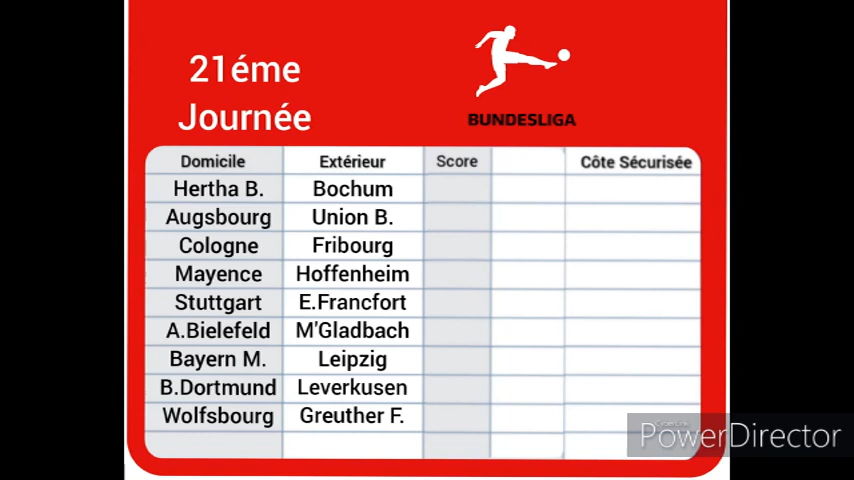 21éme
Journée
BUNDESLIGA
Domicile Extérieur Score Côte Sécurisée
Hertha B. Bochum
Augsbourg Union B.
Cologne Fribourg
Mayence Hoffenheim
Stuttgart E.Francfort
A.Bielefeld M'Gladbach
Bayern M. Leipzig
B.Dortmund Leverkusen
Wolfsbourg Greuther F.
CyberLink
PowerDirector